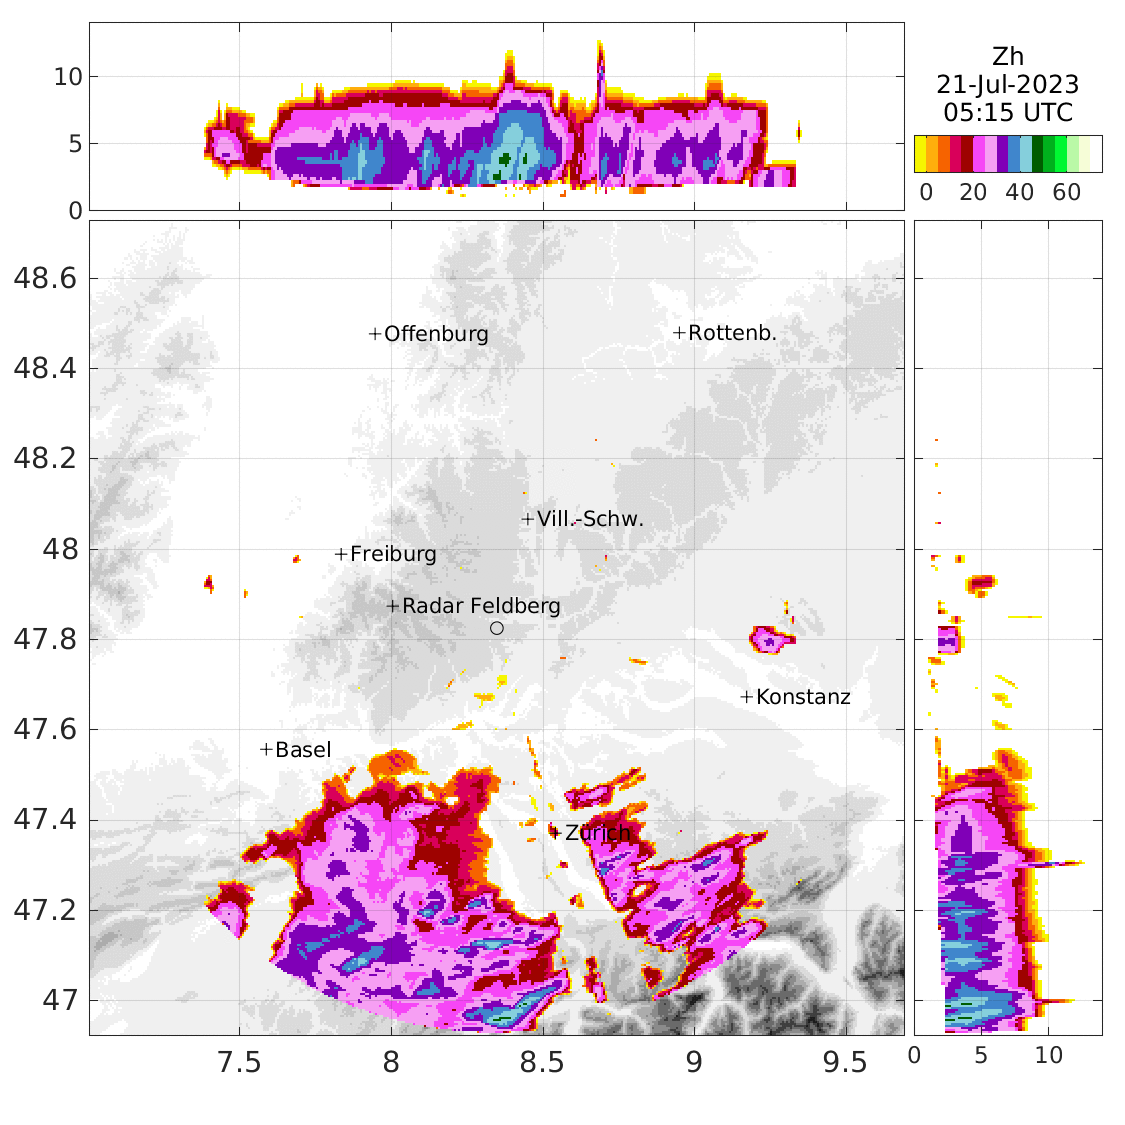 Zh
21-Jul-2023
05:15 UTC
0 20 40 60
10
5
0
48.6
48.4
48.2
48
47.8
47.6
47.4
47.2
47
+Offenburg
+Rottenb.
+Vill.-Schw.
+Freiburg
+Radar Feldberg
+Konstanz
+Basel
+Zurich
7.5 8 8.5 9 9.5
0 5 10